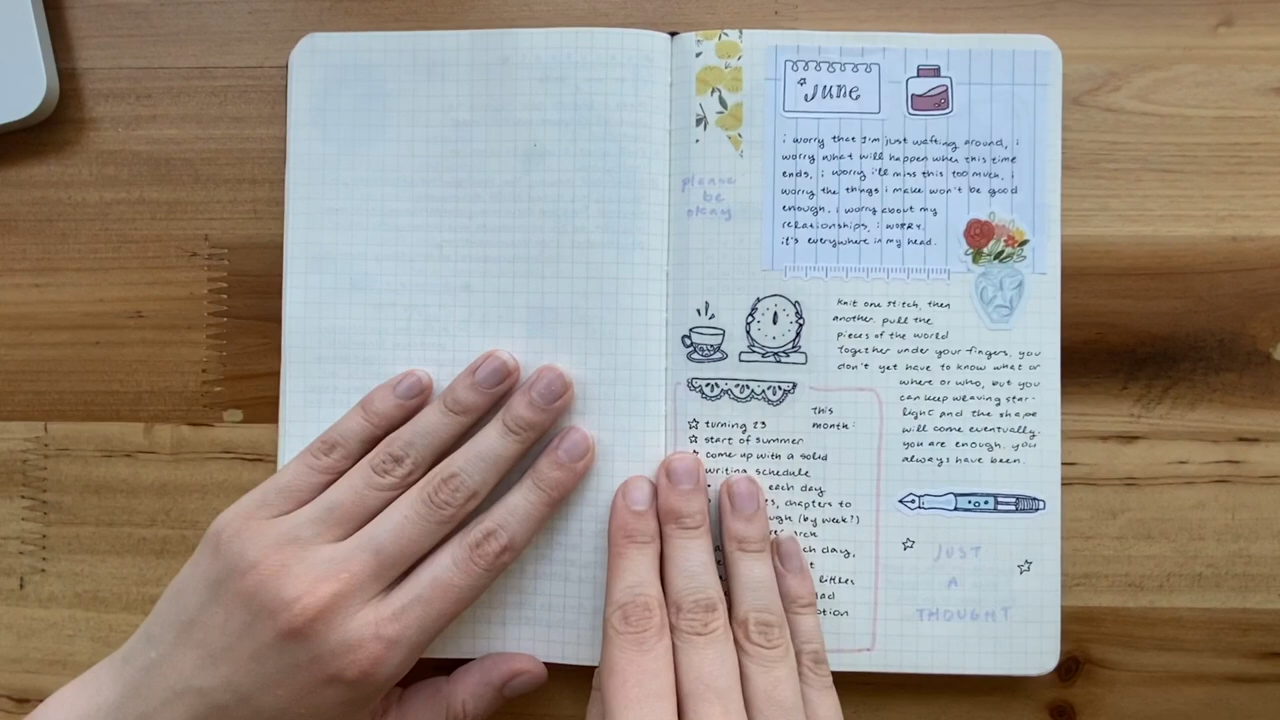 June
i worry that I'm just wafting around, i
worry what will happen when this time
ends, i worry i'll miss this too much. i
worry the things i make won't be good
enough. i worry about my
relationships. i WORRY.
it's everywhere in my head.
please
be
okay
knit one stitch, then
another. pull the
pieces of the world
together under your fingers, you
don't yet have to know what or
where or who, but you
can keep weaving star-
light and the shape
will come eventually.
you are enough. you
always have been.
this
month:
turning 23
start of summer
come up with a solid
writing schedule
each day
chapters to
(by week?)
ch day,
littles
otion
JUST
A
THOUGHT